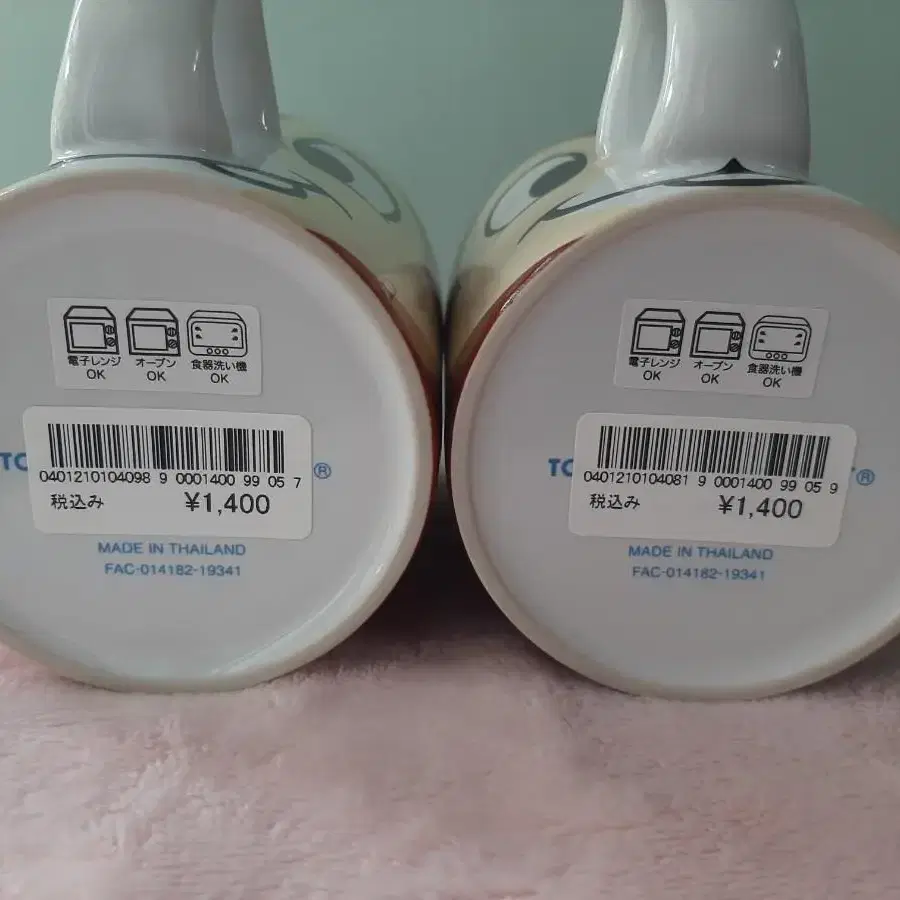 電子レンジ OK
オーブン OK
食器洗い機 OK
0401210104098 9 0001400 99 05 7
税込み ¥1,400
®
MADE IN THAILAND
FAC-014182-19341
電子レンジ OK
オーブン OK
食器洗い機 OK
0401210104081 9 0001400 99 05 9
税込み ¥1,400
®
MADE IN THAILAND
FAC-014182-19341